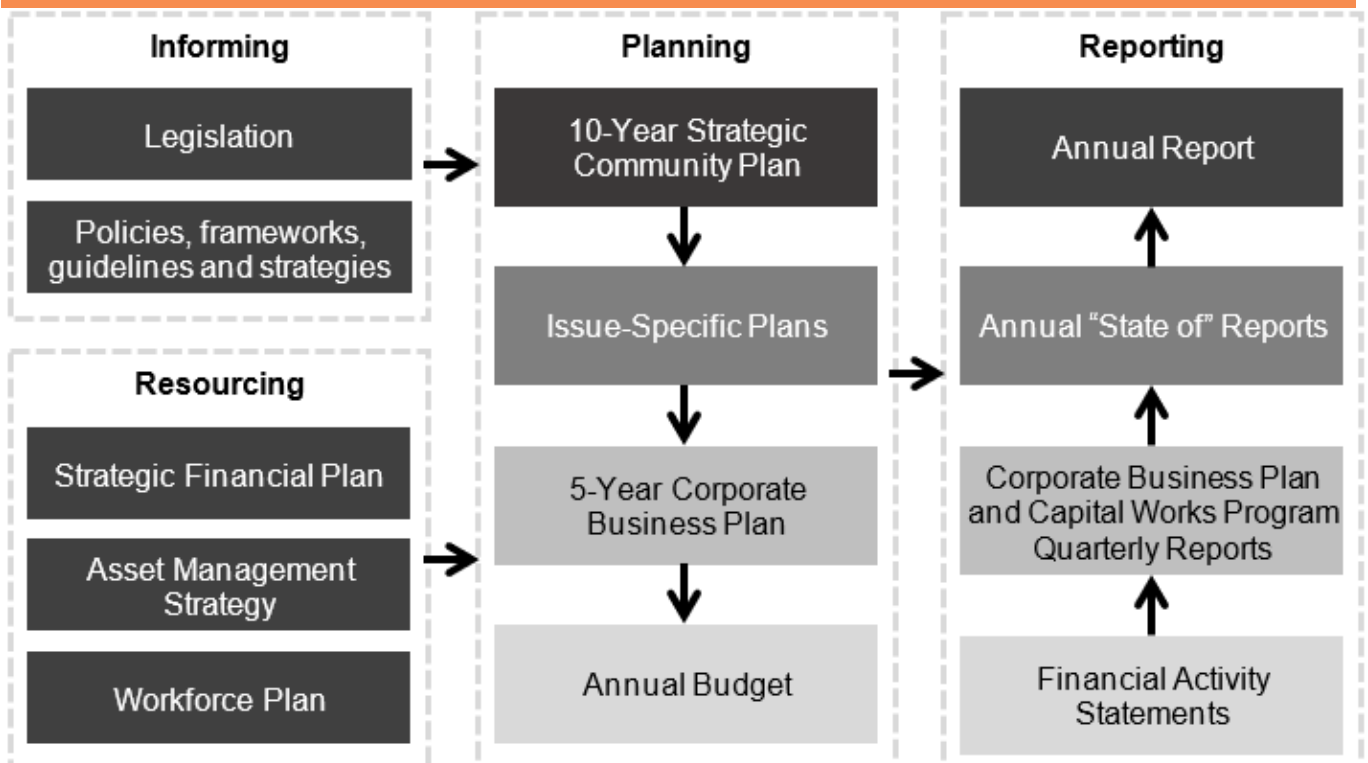 Informing
Legislation
Policies, frameworks,
guidelines and strategies
Resourcing
Strategic Financial Plan
Asset Management
Strategy
Workforce Plan
Planning
10-Year Strategic
Community Plan
Issue-Specific Plans
5-Year Corporate
Business Plan
Annual Budget
Reporting
Annual Report
Annual “State of” Reports
Corporate Business Plan
and Capital Works Program
Quarterly Reports
Financial Activity
Statements